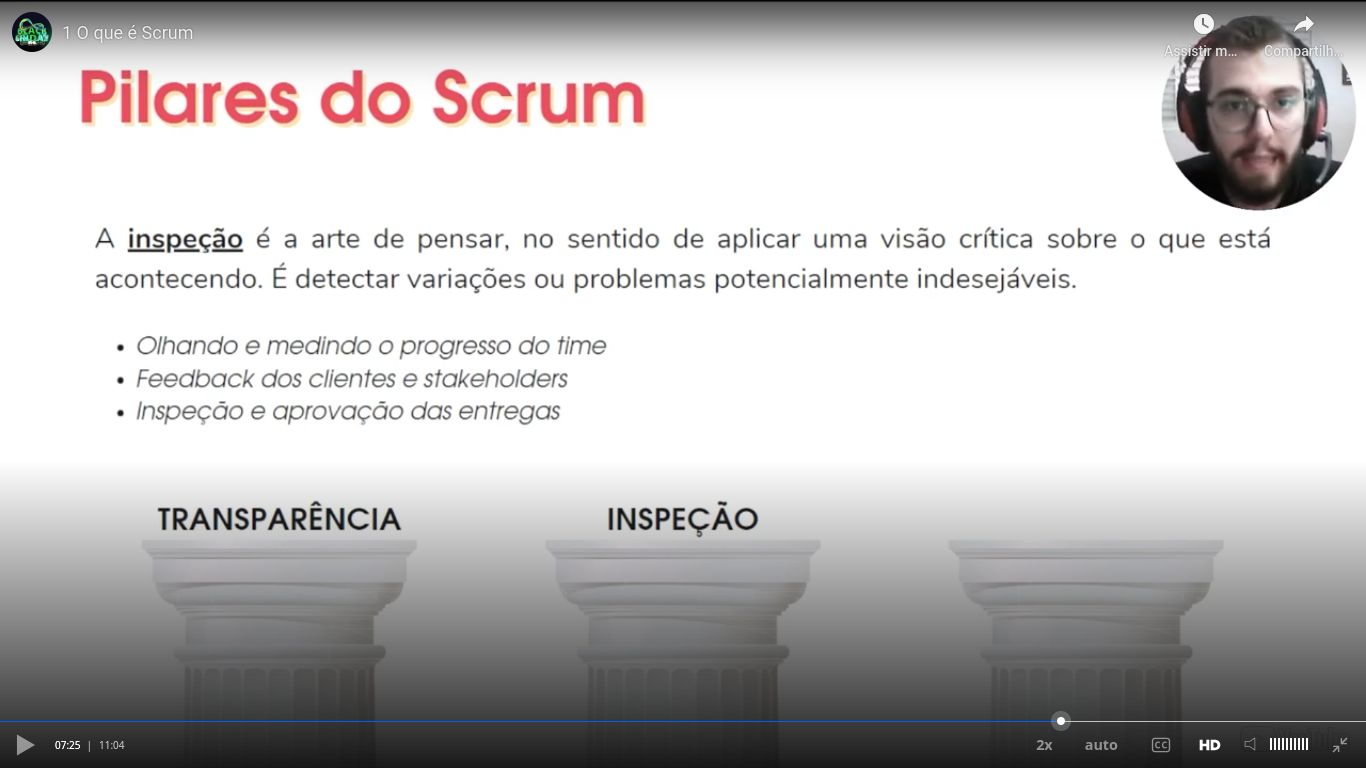 1 O que é Scrum
Assistir m...
Compartilh...
Pilares do Scrum
A inspeção é a arte de pensar, no sentido de aplicar uma visão crítica sobre o que está
acontecendo. É detectar variações ou problemas potencialmente indesejáveis.
• Olhando e medindo o progresso do time
• Feedback dos clientes e stakeholders
• Inspeção e aprovação das entregas
TRANSPARÊNCIA
INSPEÇÃO
07:25 | 11:04
2x
auto
CC
HD